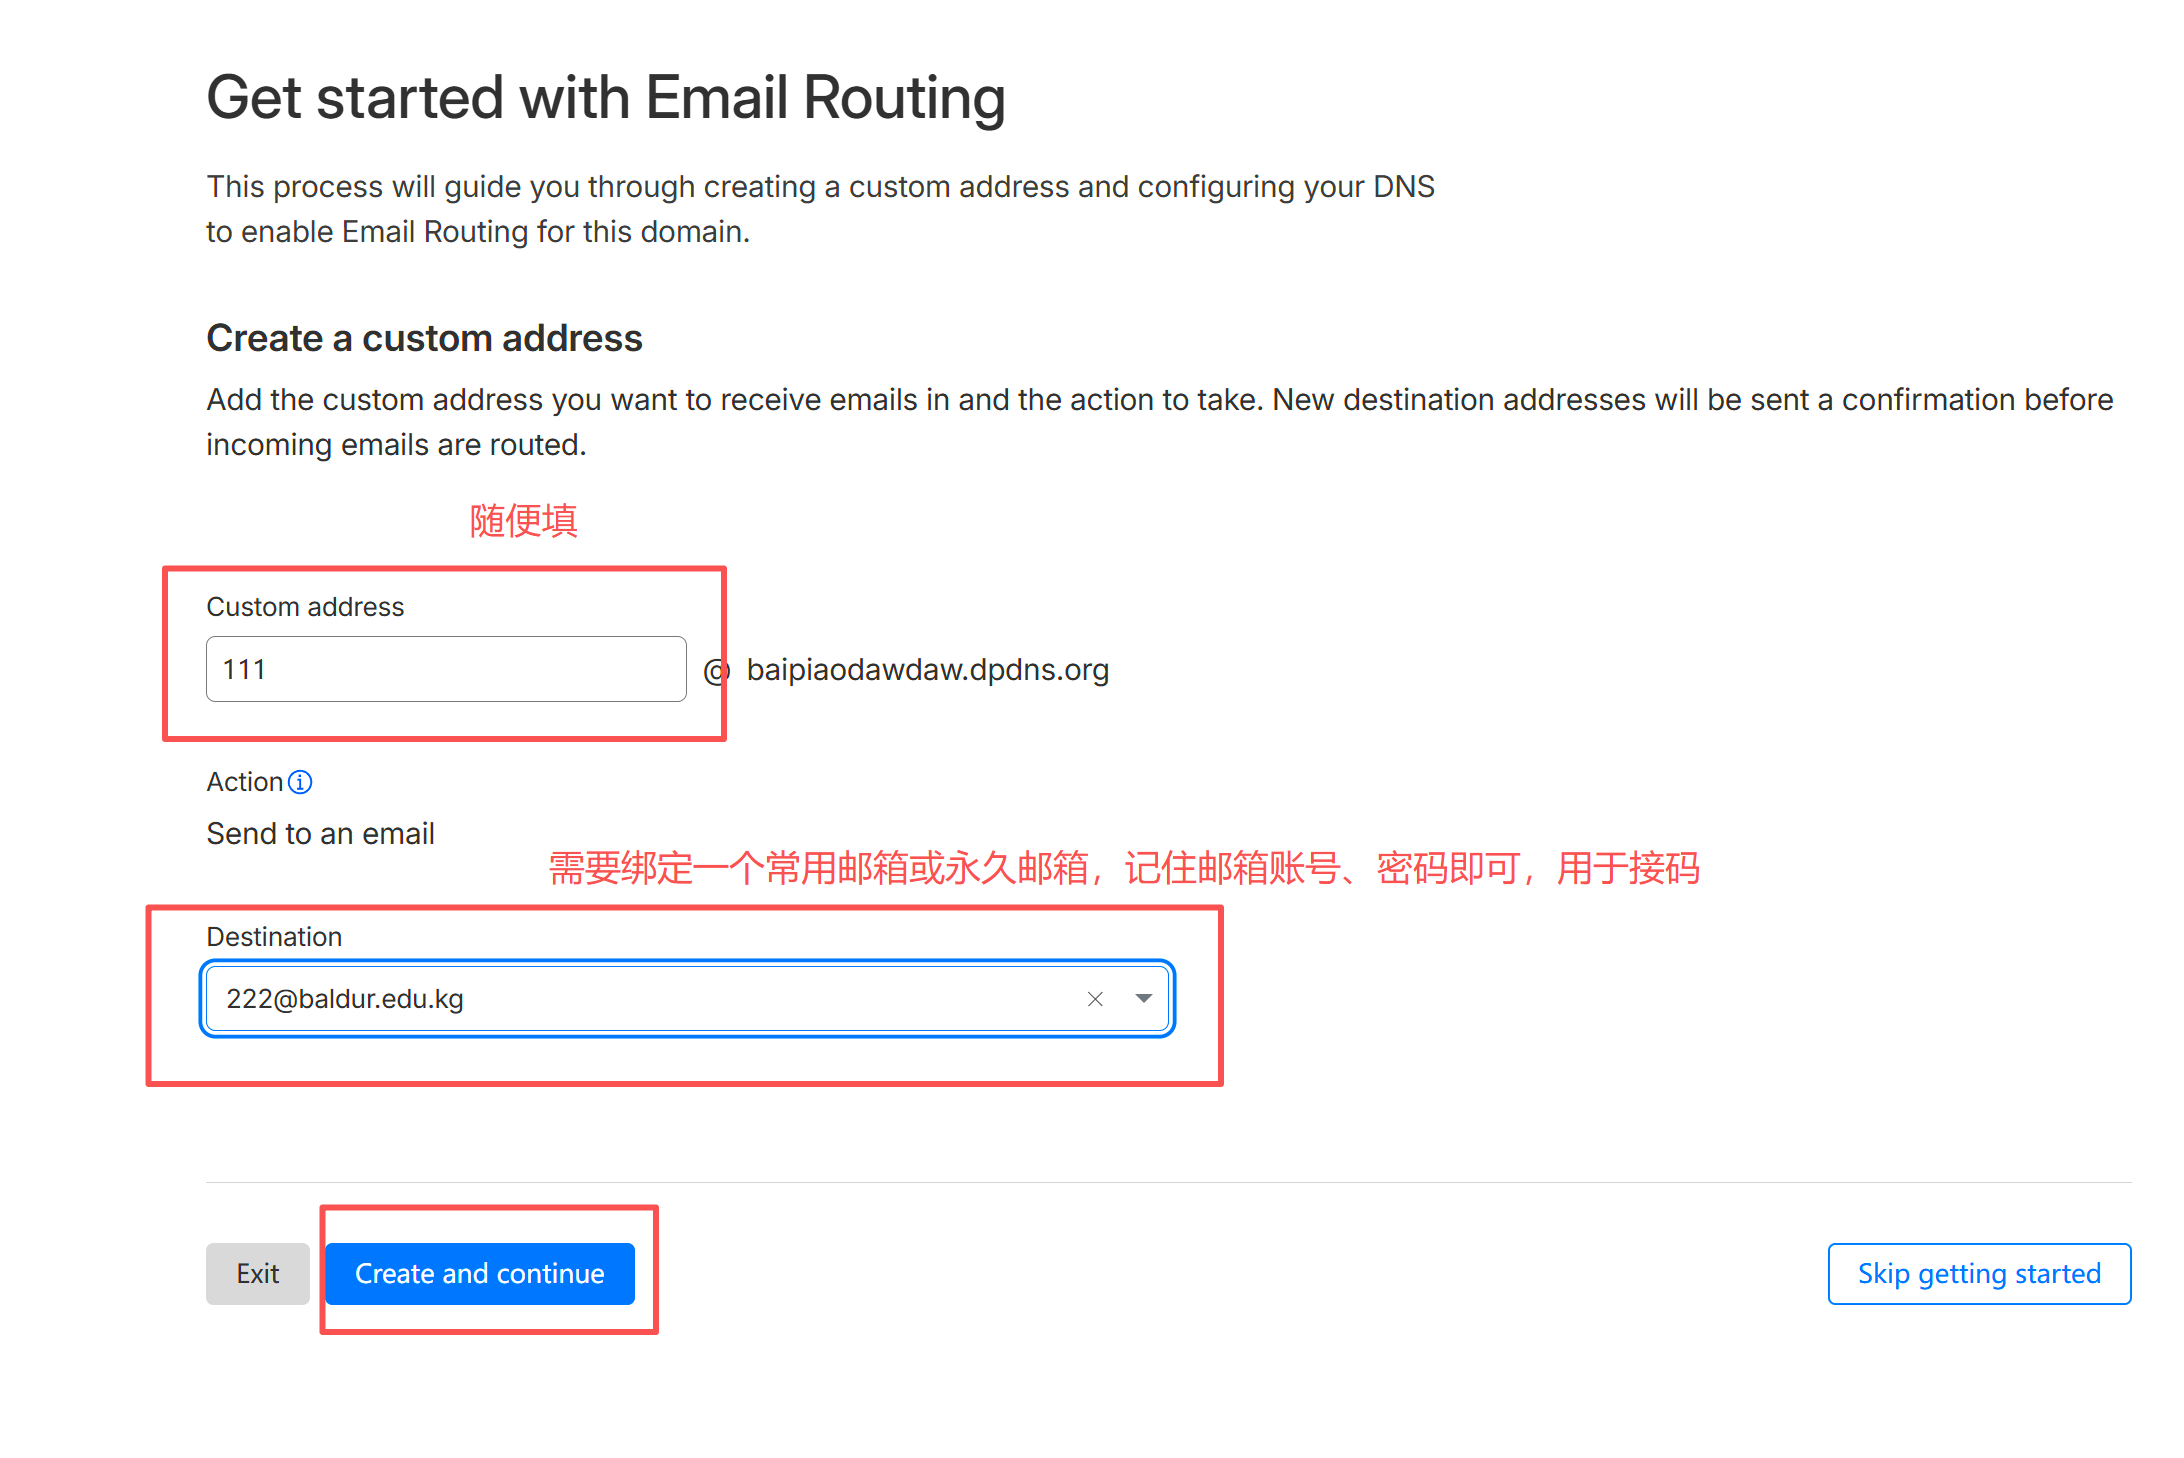 Get started with Email Routing
This process will guide you through creating a custom address and configuring your DNS
to enable Email Routing for this domain.
Create a custom address
Add the custom address you want to receive emails in and the action to take. New destination addresses will be sent a confirmation before
incoming emails are routed.
随便填
Custom address
111 @ baipiaodawdaw.dpdns.org
Action
Send to an email
需要绑定一个常用邮箱或永久邮箱，记住邮箱账号、密码即可，用于接码
Destination
222@baldur.edu.kg
Exit Create and continue Skip getting started